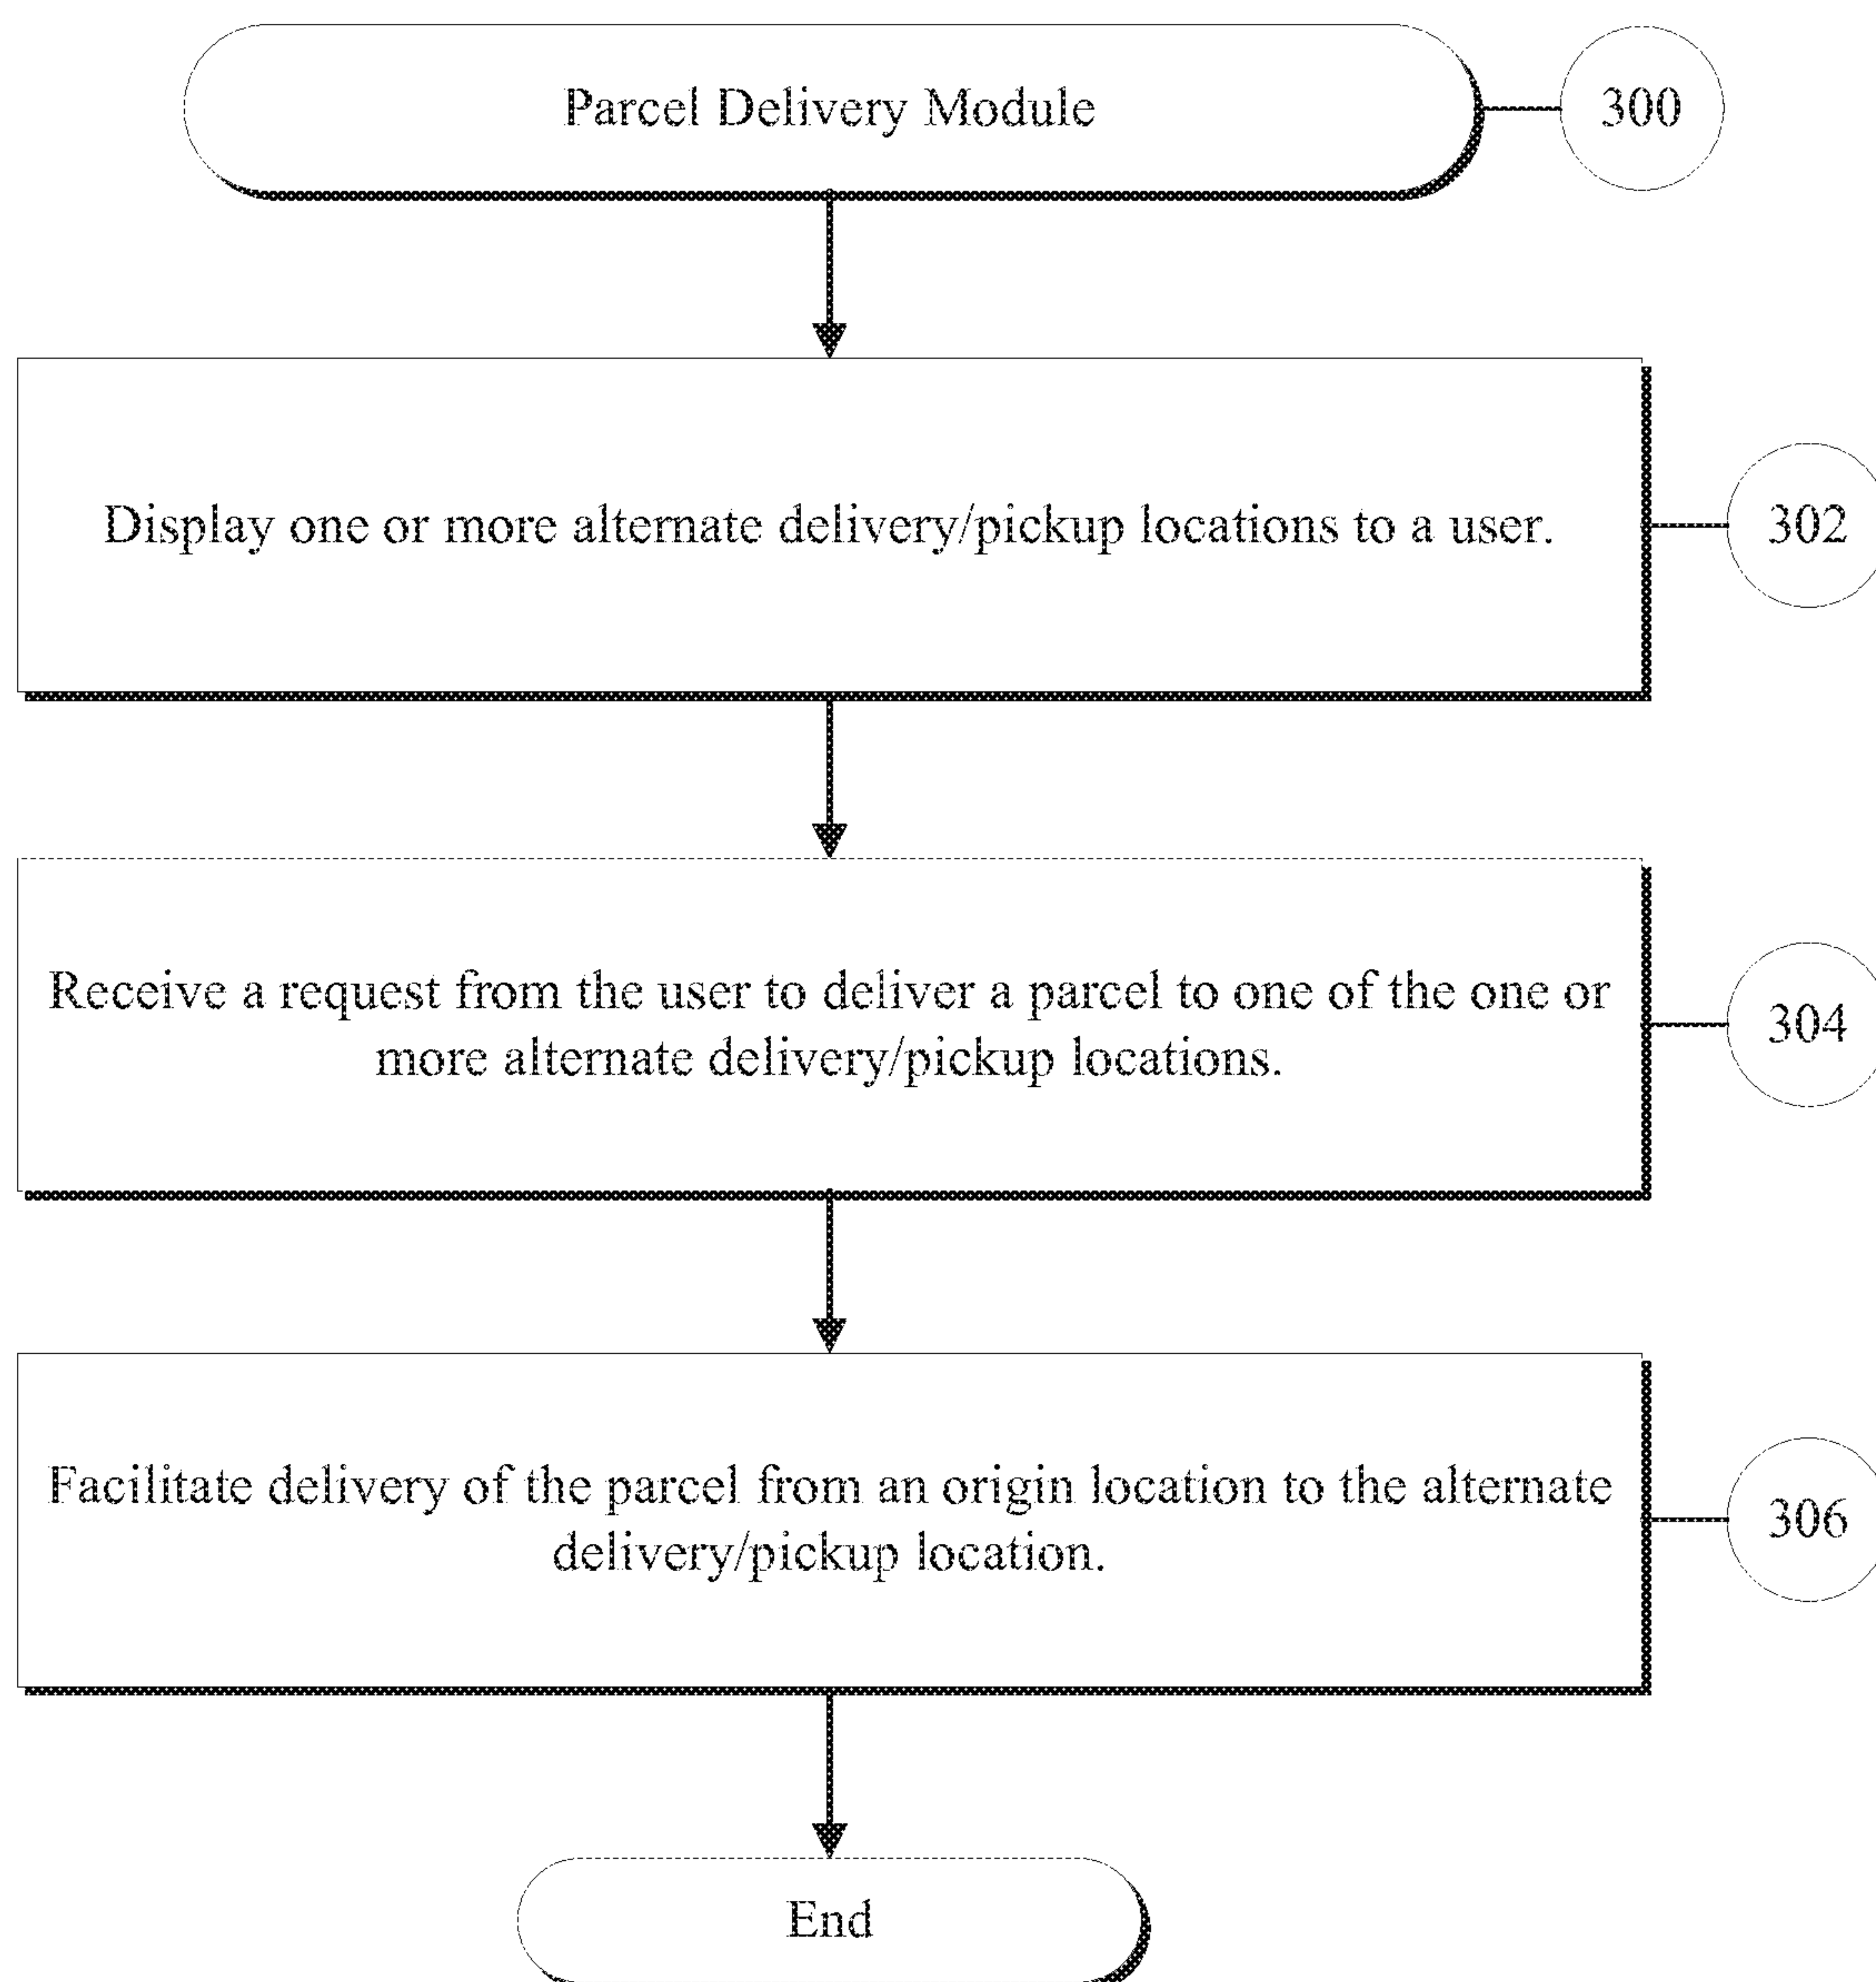 Parcel Delivery Module
300
Display one or more alternate delivery/pickup locations to a user.
302
Receive a request from the user to deliver a parcel to one of the one or
more alternate delivery/pickup locations.
304
Facilitate delivery of the parcel from an origin location to the alternate
delivery/pickup location.
306
End